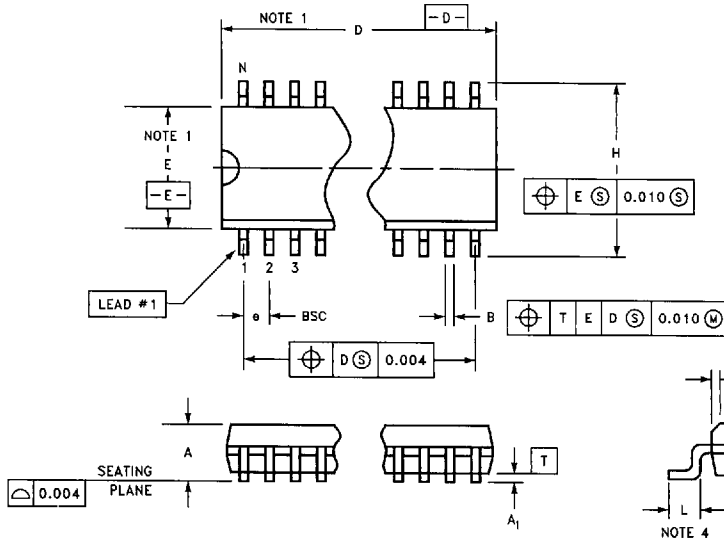 NOTE 1
D
-D-
N
NOTE 1
E
-E-
H
E Ⓢ 0.010 Ⓢ
1 2 3
LEAD #1
e BSC
B
T E D Ⓢ 0.010 Ⓜ
D Ⓢ 0.004
A
T
SEATING
PLANE
0.004
A₁
L
NOTE 4